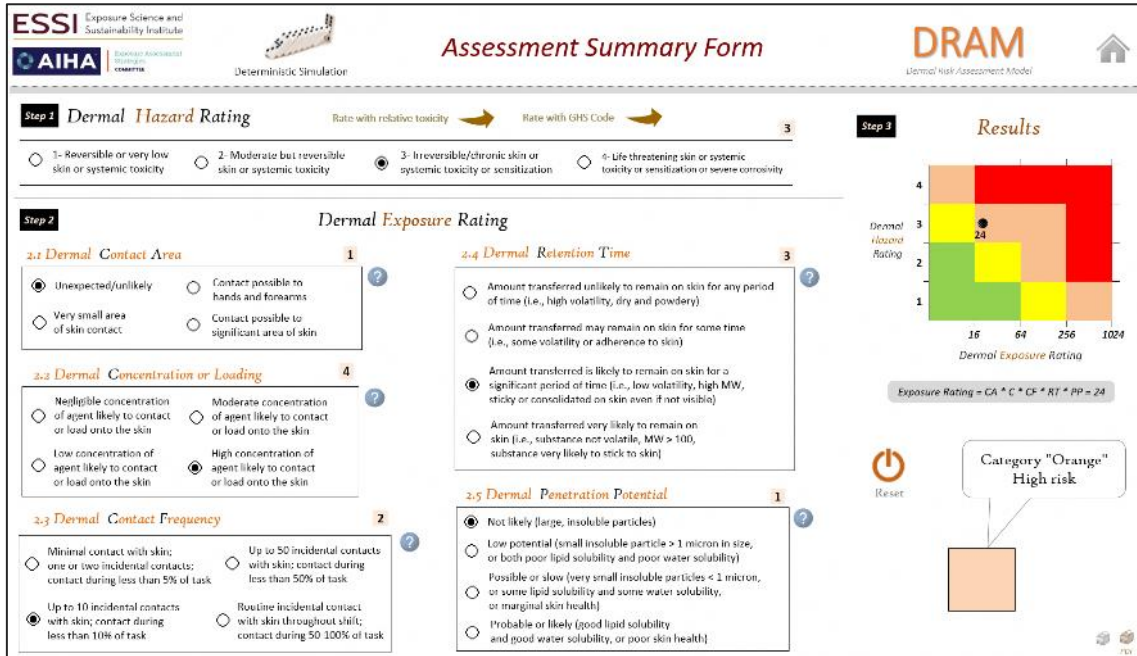 ESSI Exposure Science and
Sustainability Institute
AIHA
COMMITTEE
Deterministic Simulation
Assessment Summary Form
DRAM
Dermal Risk Assessment Model
Step 1 Dermal Hazard Rating
Rate with relative toxicity
Rate with GHS Code
3
1- Reversible or very low
skin or systemic toxicity
2- Moderate but reversible
skin or systemic toxicity
3- Irreversible/chronic skin or
systemic toxicity or sensitization
4- Life threatening skin or systemic
toxicity or sensitization or severe corrosivity
Step 2 Dermal Exposure Rating
2.1 Dermal Contact Area 1
?
Unexpected/unlikely
Contact possible to
hands and forearms
Very small area
of skin contact
Contact possible to
significant area of skin
2.2 Dermal Concentration or Loading 4
?
Negligible concentration
of agent likely to contact
or load onto the skin
Moderate concentration
of agent likely to contact
or load onto the skin
Low concentration of
agent likely to contact
or load onto the skin
High concentration of
agent likely to contact
or load onto the skin
2.3 Dermal Contact Frequency 2
?
Minimal contact with skin;
one or two incidental contacts;
contact during less than 5% of task
Up to 50 incidental contacts
with skin; contact during
less than 50% of task
Up to 10 incidental contacts
with skin; contact during
less than 10% of task
Routine incidental contact
with skin throughout shift;
contact during 50 100% of task
2.4 Dermal Retention Time 3
?
Amount transferred unlikely to remain on skin for any period
of time (i.e., high volatility, dry and powdery)
Amount transferred may remain on skin for some time
(i.e., some volatility or adherence to skin)
Amount transferred is likely to remain on skin for a
significant period of time (i.e., low volatility, high MW,
sticky or consolidated on skin even if not visible)
Amount transferred very likely to remain on
skin (i.e., substance not volatile, MW > 100,
substance very likely to stick to skin)
2.5 Dermal Penetration Potential 1
?
Not likely (large, insoluble particles)
Low potential (small insoluble particle > 1 micron in size,
or both poor lipid solubility and poor water solubility)
Possible or slow (very small insoluble particles < 1 micron,
or some lipid solubility and some water solubility,
or marginal skin health)
Probable or likely (good lipid solubility
and good water solubility, or poor skin health)
Step 3 Results
4
3
2
1
Dermal
Hazard
Rating
24
16 64 256 1024
Dermal Exposure Rating
Exposure Rating = CA * C * CF * RT * PP = 24
Reset
Category "Orange"
High risk
PDF